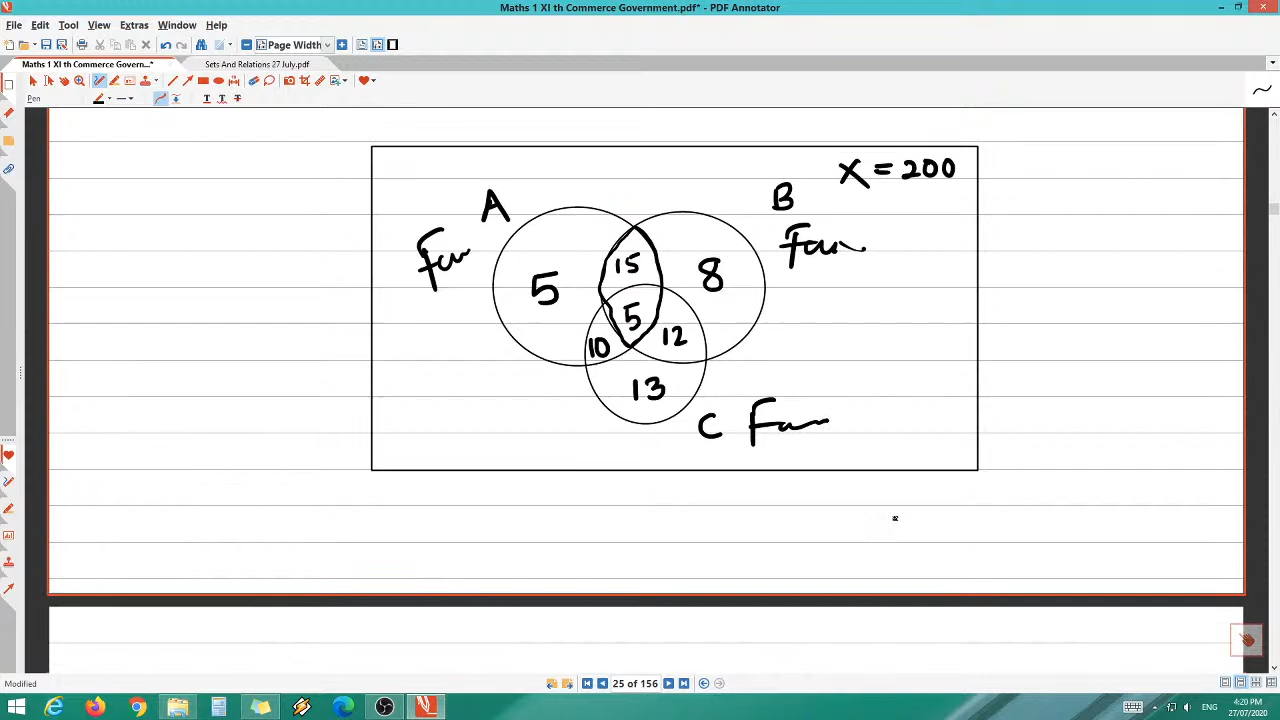 Maths 1 XI th Commerce Government.pdf* - PDF Annotator
File Edit Tool View Extras Window Help
Page Width
Maths 1 XI th Commerce Govern...* Sets And Relations 27 July.pdf
Pen
X = 200
A
B
Fan
Fan
5
15
8
5
10
12
13
C Fan
25 of 156
Modified
ENG
4:20 PM
27/07/2020